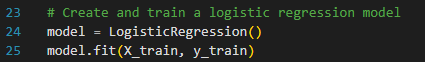 23 # Create and train a logistic regression model
24 model = LogisticRegression()
25 model.fit(X_train, y_train)